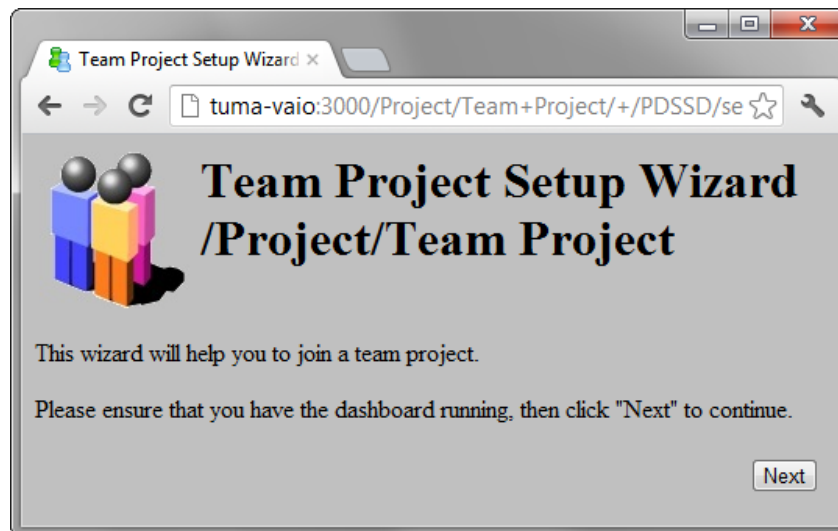 Team Project Setup Wizard
tuma-vaio:3000/Project/Team+Project/+/PDSSD/se
Team Project Setup Wizard
/Project/Team Project
This wizard will help you to join a team project.
Please ensure that you have the dashboard running, then click "Next" to continue.
Next